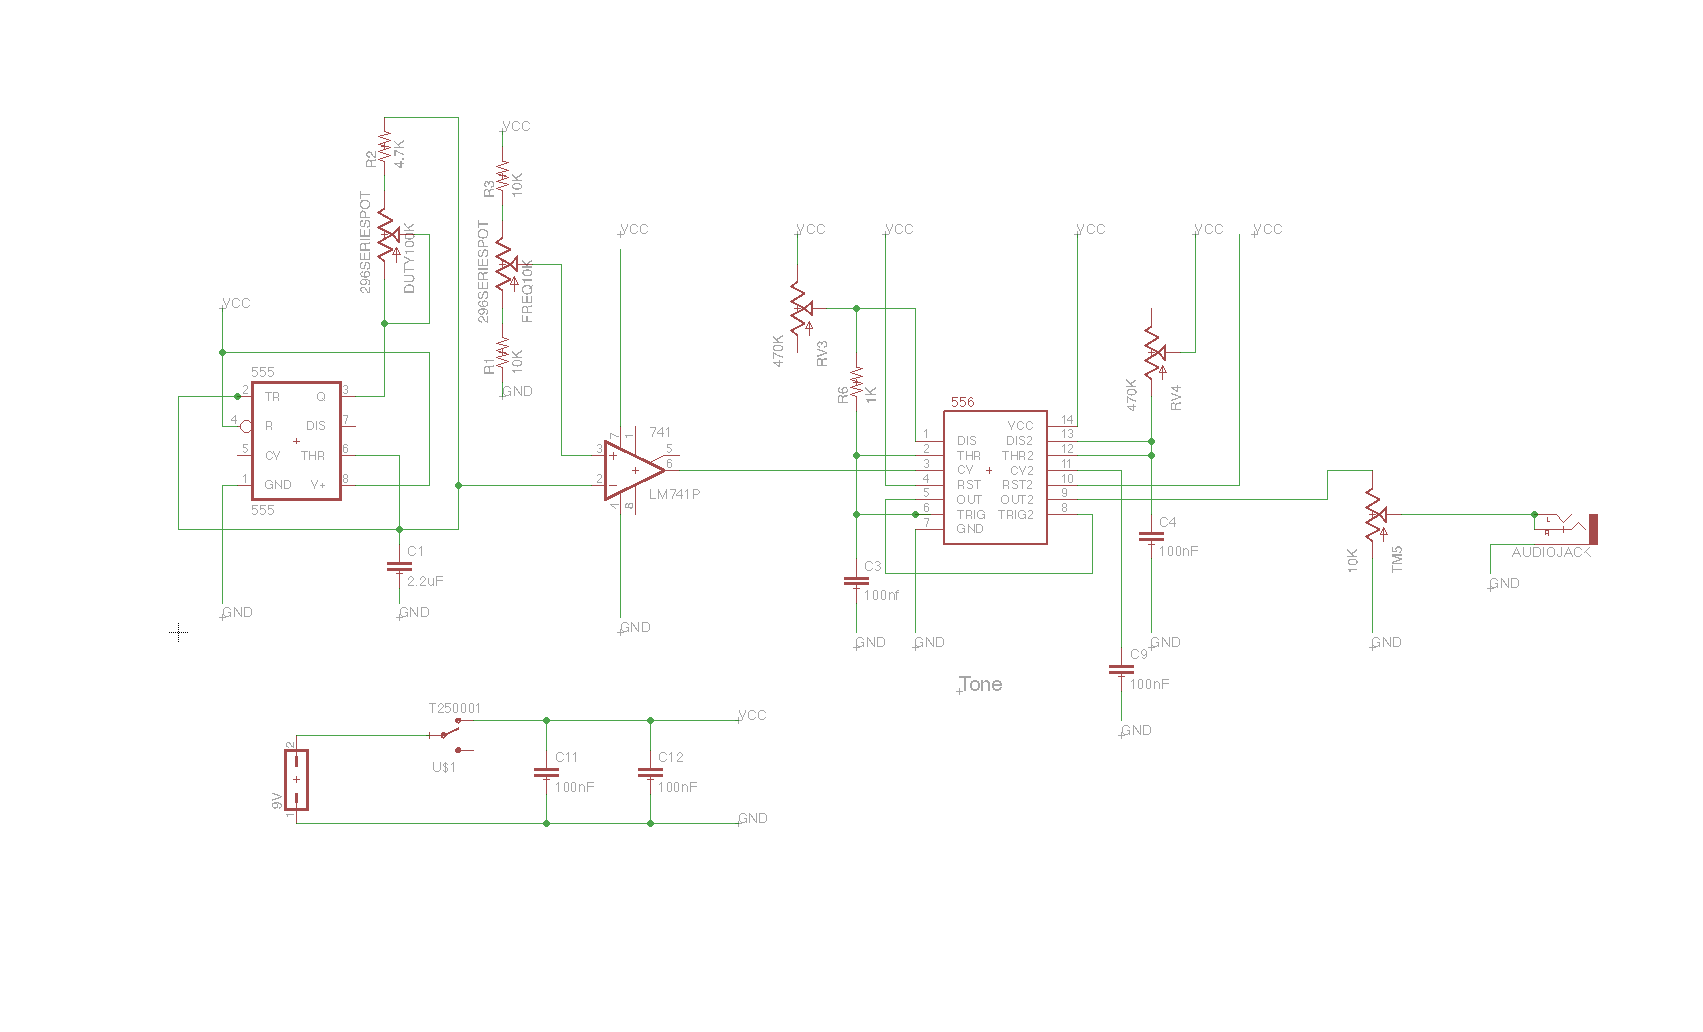 VCC
R2
4.7K
296SERIESPOT
DUTY100K
VCC
R3
10K
296SERIESPOT
FREQ10K
R1
10K
GND
VCC
555
2 TR Q 3
4 R DIS 7
5 CV THR 6
1 GND V+ 8
555
C1
2.2uF
GND
GND
VCC
741
7
1
5
3
6
2
LM741P
4
8
GND
VCC
470K
RV3
R6
1K
VCC
VCC
VCC
VCC
470K
RV4
556
VCC 14
1 DIS DIS2 13
2 THR THR2 12
3 CV CV2 11
4 RST RST2 10
5 OUT OUT2 9
6 TRIG TRIG2 8
7 GND
C3
100nf
GND
GND
C4
100nF
GND
C9
100nF
GND
10K
TM5
GND
L
R
AUDIOJACK
GND
Tone
T250001
U$1
2
9V
1
C11
100nF
C12
100nF
VCC
GND